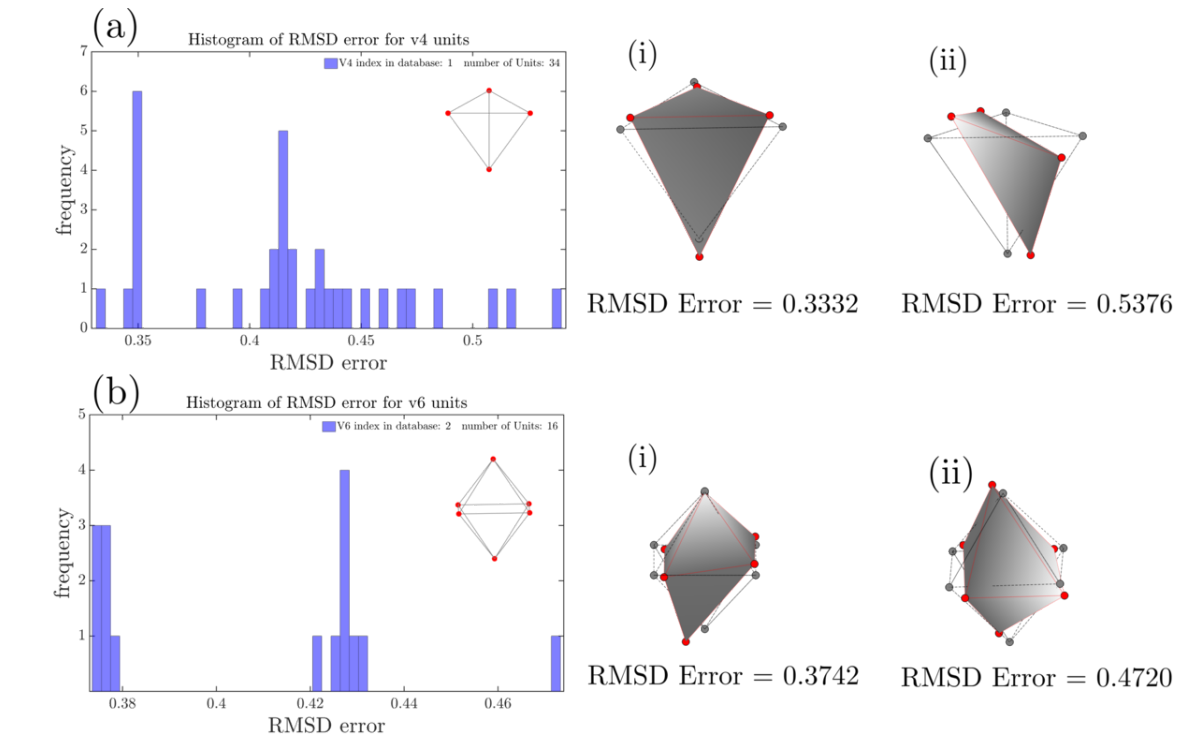 (a)
Histogram of RMSD error for v4 units
V4 index in database: 1 number of Units: 34
7
6
5
4
3
2
1
0
frequency
0.35 0.4 0.45 0.5
RMSD error
(i)
RMSD Error = 0.3332
(ii)
RMSD Error = 0.5376
(b)
Histogram of RMSD error for v6 units
V6 index in database: 2 number of Units: 16
5
4
3
2
1
frequency
0.38 0.4 0.42 0.44 0.46
RMSD error
(i)
RMSD Error = 0.3742
(ii)
RMSD Error = 0.4720